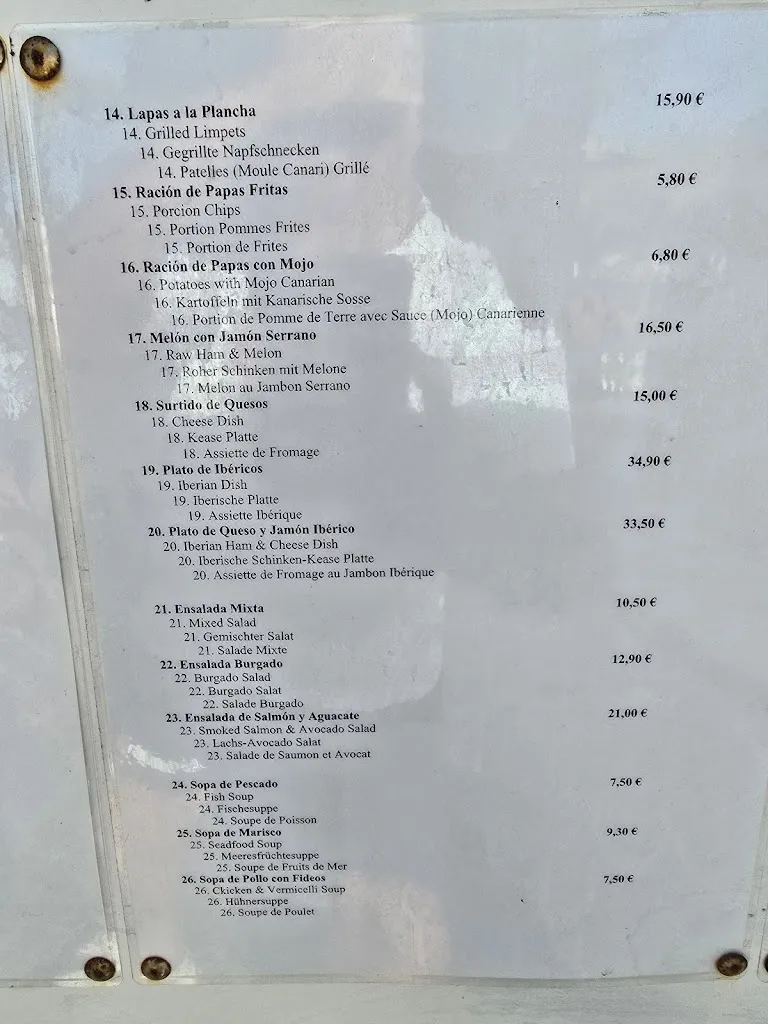 14. Lapas a la Plancha 15,90 €
14. Grilled Limpets
14. Gegrillte Napfschnecken
14. Patelles (Moule Canari) Grillé
15. Ración de Papas Fritas 5,80 €
15. Porcion Chips
15. Portion Pommes Frites
15. Portion de Frites
16. Ración de Papas con Mojo 6,80 €
16. Potatoes with Mojo Canarian
16. Kartoffeln mit Kanarische Sosse
16. Portion de Pomme de Terre avec Sauce (Mojo) Canarienne
17. Melón con Jamón Serrano 16,50 €
17. Raw Ham & Melon
17. Roher Schinken mit Melone
17. Melon au Jambon Serrano
18. Surtido de Quesos 15,00 €
18. Cheese Dish
18. Kease Platte
18. Assiette de Fromage
19. Plato de Ibéricos 34,90 €
19. Iberian Dish
19. Iberische Platte
19. Assiette Ibérique
20. Plato de Queso y Jamón Ibérico 33,50 €
20. Iberian Ham & Cheese Dish
20. Iberische Schinken-Kease Platte
20. Assiette de Fromage au Jambon Ibérique
21. Ensalada Mixta 10,50 €
21. Mixed Salad
21. Gemischter Salat
21. Salade Mixte
22. Ensalada Burgado 12,90 €
22. Burgado Salad
22. Burgado Salat
22. Salade Burgado
23. Ensalada de Salmón y Aguacate 21,00 €
23. Smoked Salmon & Avocado Salad
23. Lachs-Avocado Salat
23. Salade de Saumon et Avocat
24. Sopa de Pescado 7,50 €
24. Fish Soup
24. Fischesuppe
24. Soupe de Poisson
25. Sopa de Marisco 9,30 €
25. Seadfood Soup
25. Meeresfrüchtesuppe
25. Soupe de Fruits de Mer
26. Sopa de Pollo con Fideos 7,50 €
26. Ckicken & Vermicelli Soup
26. Hühnersuppe
26. Soupe de Poulet